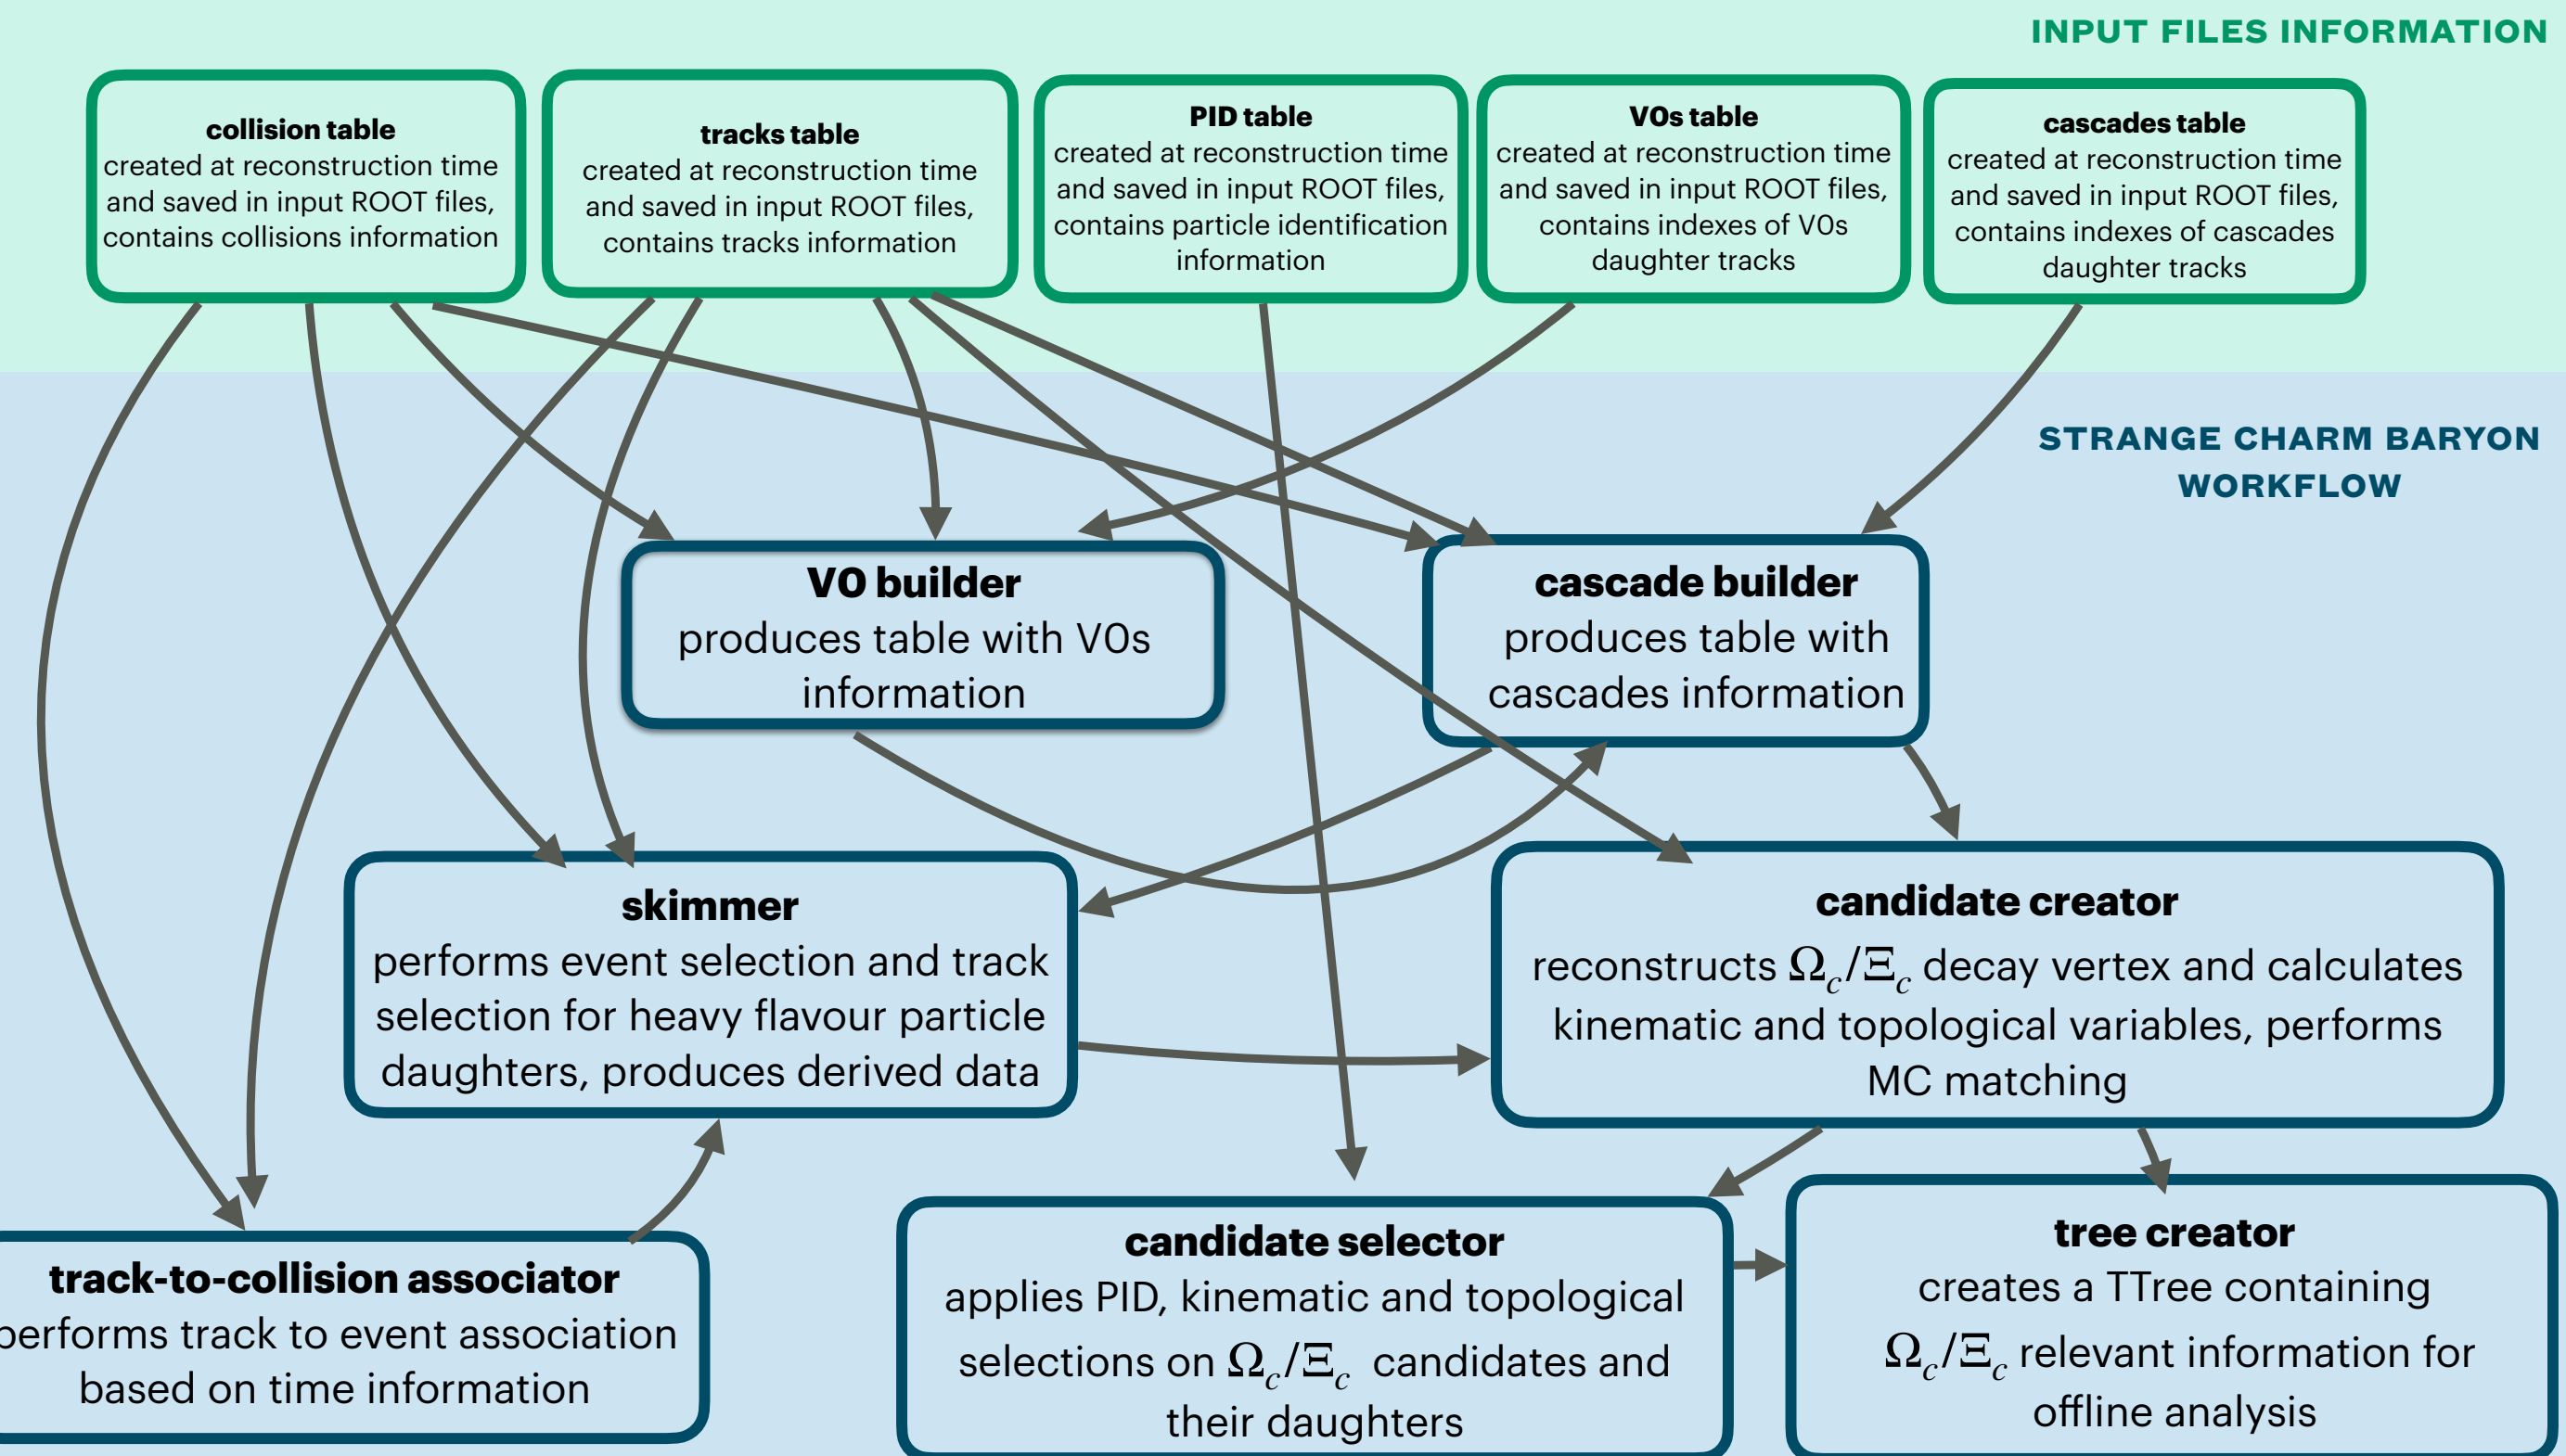 INPUT FILES INFORMATION
collision table
created at reconstruction time
and saved in input ROOT files,
contains collisions information
tracks table
created at reconstruction time
and saved in input ROOT files,
contains tracks information
PID table
created at reconstruction time
and saved in input ROOT files,
contains particle identification
information
V0s table
created at reconstruction time
and saved in input ROOT files,
contains indexes of V0s
daughter tracks
cascades table
created at reconstruction time
and saved in input ROOT files,
contains indexes of cascades
daughter tracks
STRANGE CHARM BARYON
WORKFLOW
V0 builder
produces table with V0s
information
cascade builder
produces table with
cascades information
skimmer
performs event selection and track
selection for heavy flavour particle
daughters, produces derived data
candidate creator
reconstructs Ωc/Ξc decay vertex and calculates
kinematic and topological variables, performs
MC matching
track-to-collision associator
performs track to event association
based on time information
candidate selector
applies PID, kinematic and topological
selections on Ωc/Ξc candidates and
their daughters
tree creator
creates a TTree containing
Ωc/Ξc relevant information for
offline analysis